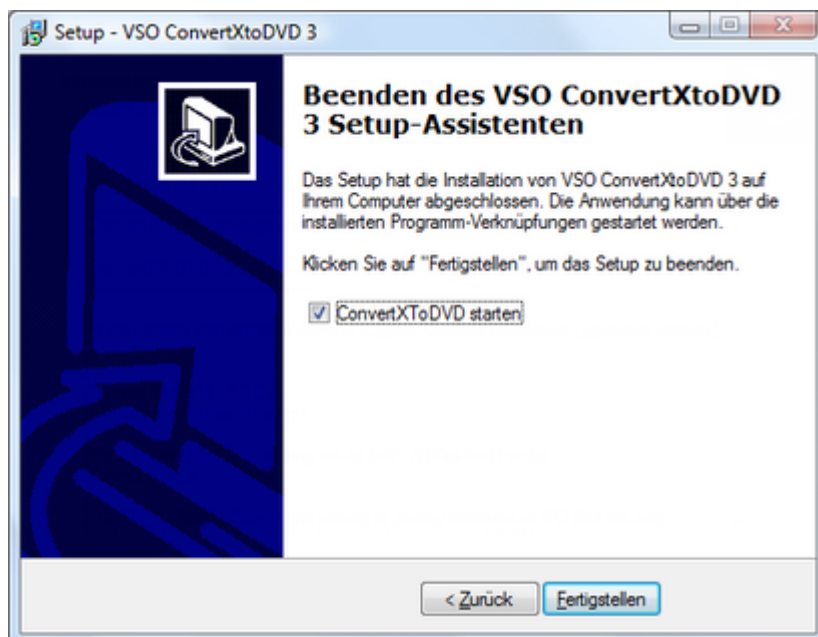 Setup - VSO ConvertXtoDVD 3
Beenden des VSO ConvertXtoDVD
3 Setup-Assistenten
Das Setup hat die Installation von VSO ConvertXtoDVD 3 auf
Ihrem Computer abgeschlossen. Die Anwendung kann über die
installierten Programm-Verknüpfungen gestartet werden.
Klicken Sie auf "Fertigstellen", um das Setup zu beenden.
ConvertXToDVD starten
< Zurück
Fertigstellen